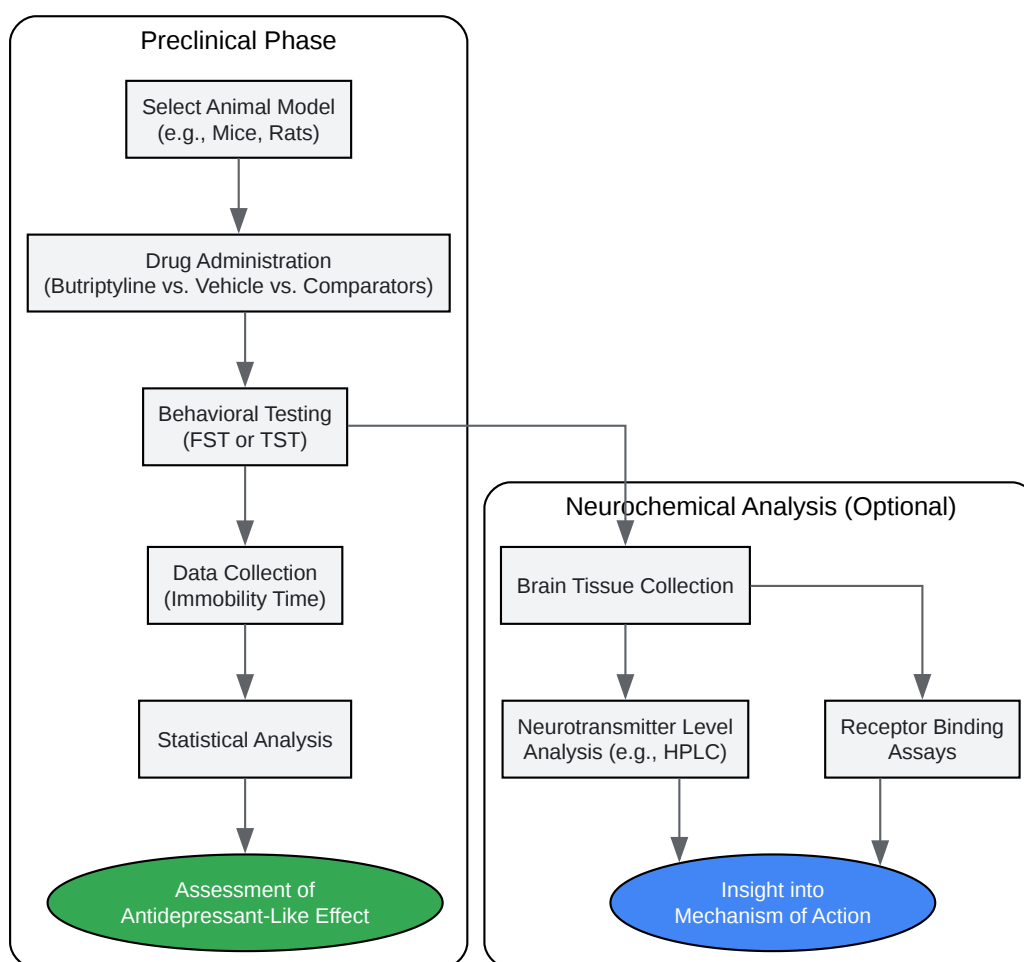 Preclinical Phase
Select Animal Model
(e.g., Mice, Rats)
Drug Administration
(Butriptyline vs. Vehicle vs. Comparators)
Behavioral Testing
(FST or TST)
Data Collection
(Immobility Time)
Statistical Analysis
Assessment of
Antidepressant-Like Effect
Neurochemical Analysis (Optional)
Brain Tissue Collection
Neurotransmitter Level
Analysis (e.g., HPLC)
Receptor Binding
Assays
Insight into
Mechanism of Action